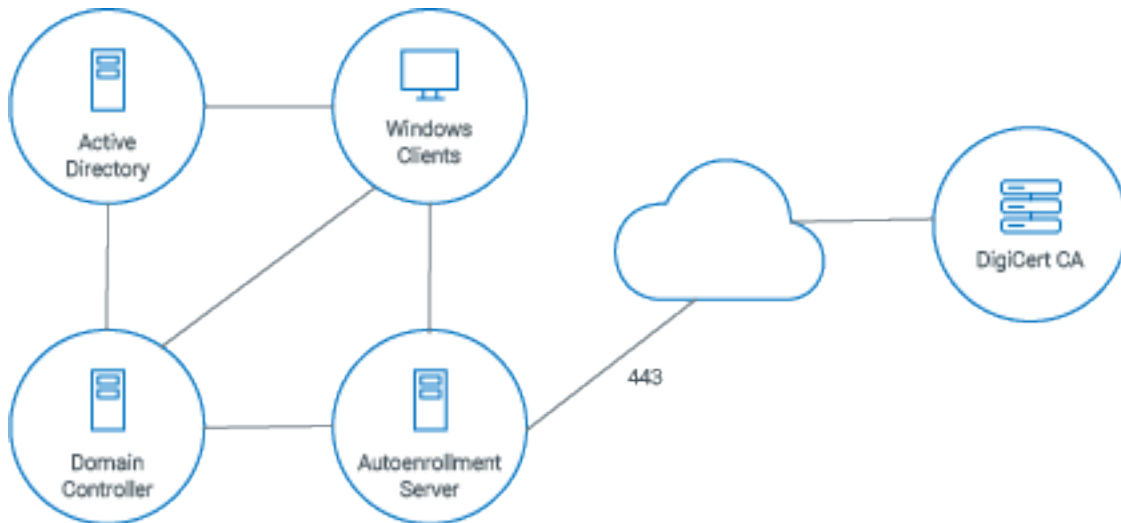 Active
Directory
Windows
Clients
DigiCert CA
443
Domain
Controller
Autoenrollment
Server